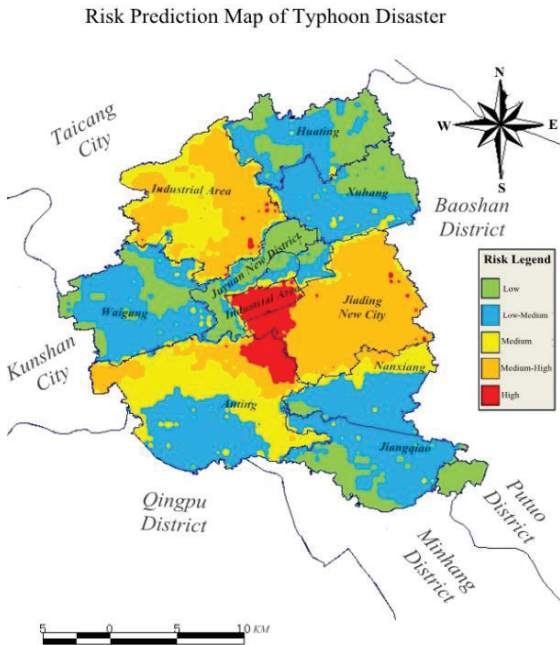 Risk Prediction Map of Typhoon Disaster
N
W
E
S
Taicang
City
Huating
Industrial Area
Xuhang
Baoshan
District
Juyuan New District
Risk Legend
Low
Low-Medium
Medium
Medium-High
High
Waigang
Industrial Area
Jiading
New City
Kunshan
City
Nanxiang
Anting
Jiangqiao
Qingpu
District
Putuo
District
Minhang
District
5 0 5 10 KM